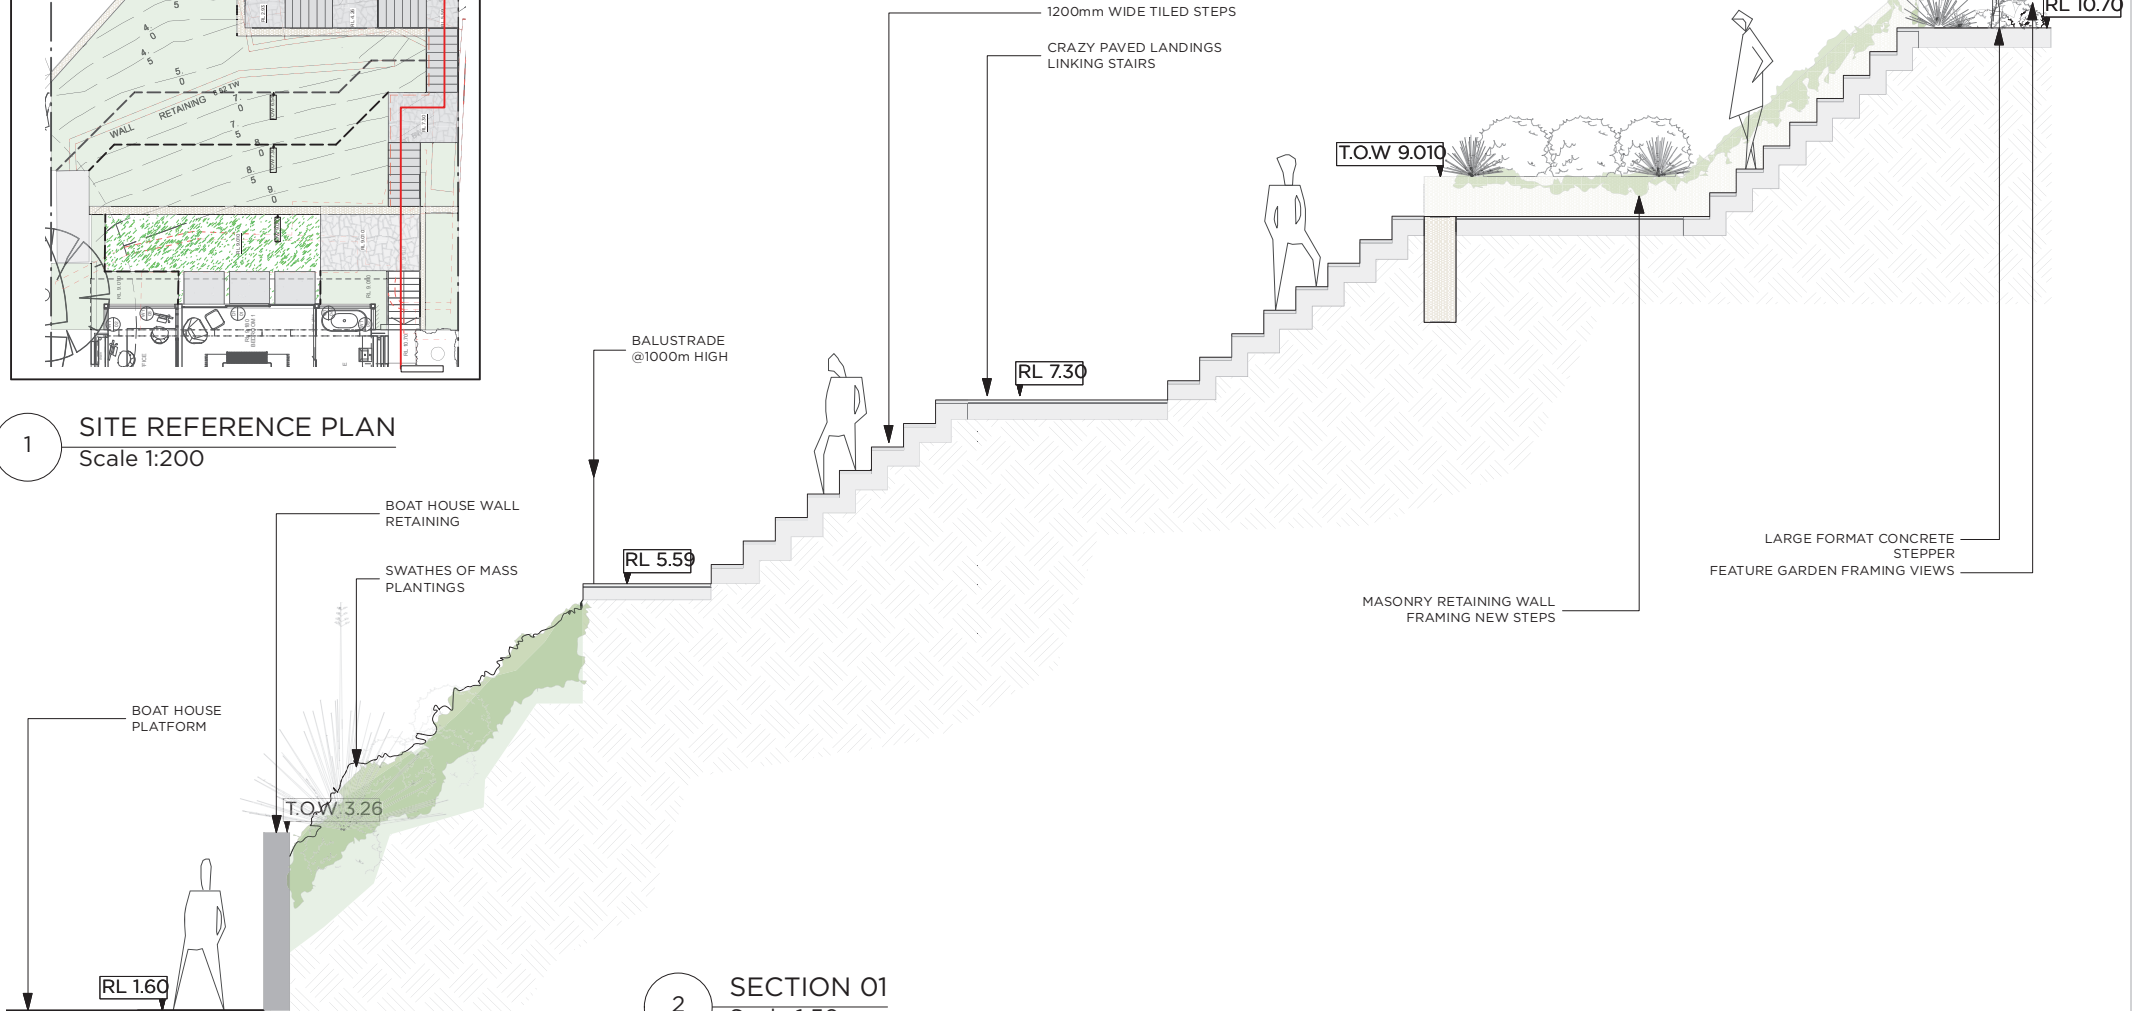 1200mm WIDE TILED STEPS
CRAZY PAVED LANDINGS
LINKING STAIRS
RL 10.70
WALL RETAINING
T.O.W 9.010
BALUSTRADE
@1000m HIGH
RL 7.30
1
SITE REFERENCE PLAN
Scale 1:200
BOAT HOUSE WALL
RETAINING
RL 5.59
SWATHES OF MASS
PLANTINGS
LARGE FORMAT CONCRETE
STEPPER
FEATURE GARDEN FRAMING VIEWS
MASONRY RETAINING WALL
FRAMING NEW STEPS
BOAT HOUSE
PLATFORM
T.O.W 3.26
RL 1.60
2
SECTION 01